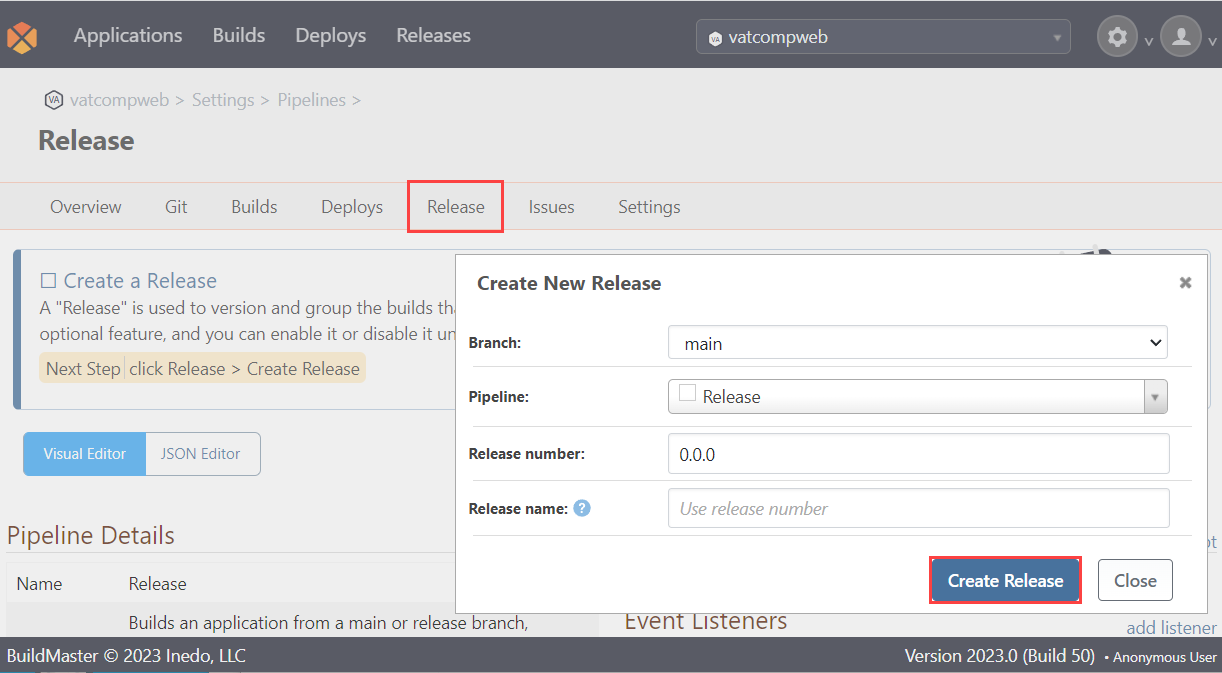 Applications Builds Deploys Releases VA vatcompweb
VA vatcompweb > Settings > Pipelines >
Release
Overview Git Builds Deploys Release Issues Settings
Create a Release
A "Release" is used to version and group the builds
optional feature, and you can enable it or disable it
Next Step click Release > Create Release
Visual Editor JSON Editor
Pipeline Details
Name Release
Builds an application from a main or release branch,
Create New Release
Branch: main
Pipeline: Release
Release number: 0.0.0
Release name: ? Use release number
Create Release Close
Event Listeners
add listener
BuildMaster © 2023 Inedo, LLC Version 2023.0 (Build 50) • Anonymous User